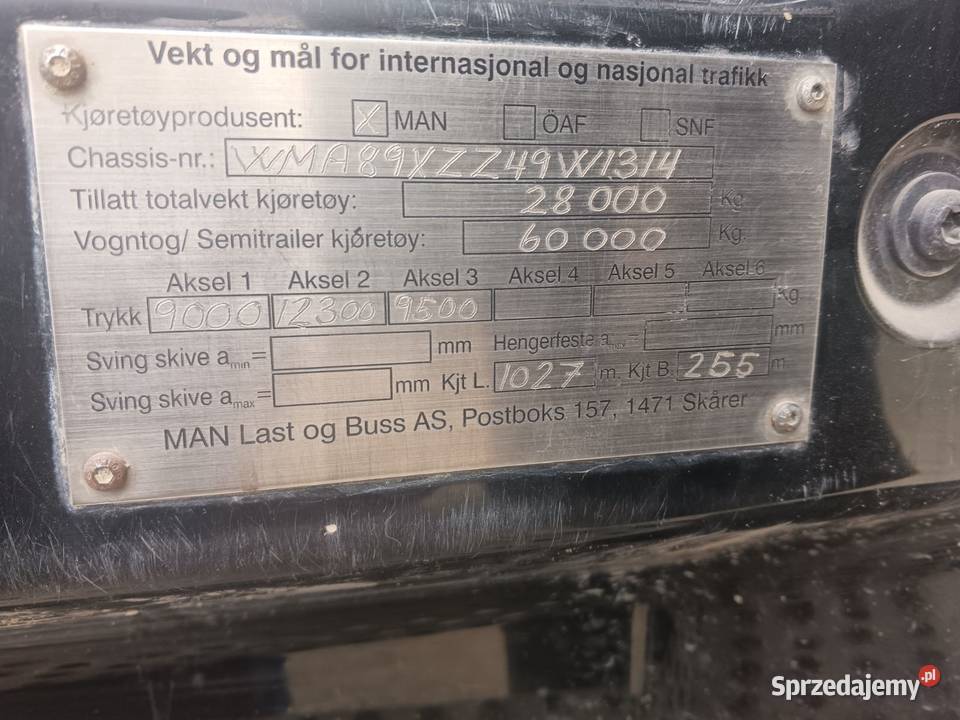 Vekt og mål for internasjonal og nasjonal trafikk
Kjøretøyprodusent: X MAN ÖAF SNF
Chassis-nr.: WMA89XZZ49W1314
Tillatt totalvekt kjøretøy: 28 000 Kg.
Vogntog/ Semitrailer kjøretøy: 60 000 Kg.
Aksel 1 Aksel 2 Aksel 3 Aksel 4 Aksel 5 Aksel 6
Trykk 9000 12300 9500 Kg.
Sving skive amin= mm Hengerfeste amax= mm
Sving skive amax= mm Kjt L. 1027 m. Kjt B. 255 m
MAN Last og Buss AS, Postboks 157, 1471 Skårer
Sprzedajemy.pl